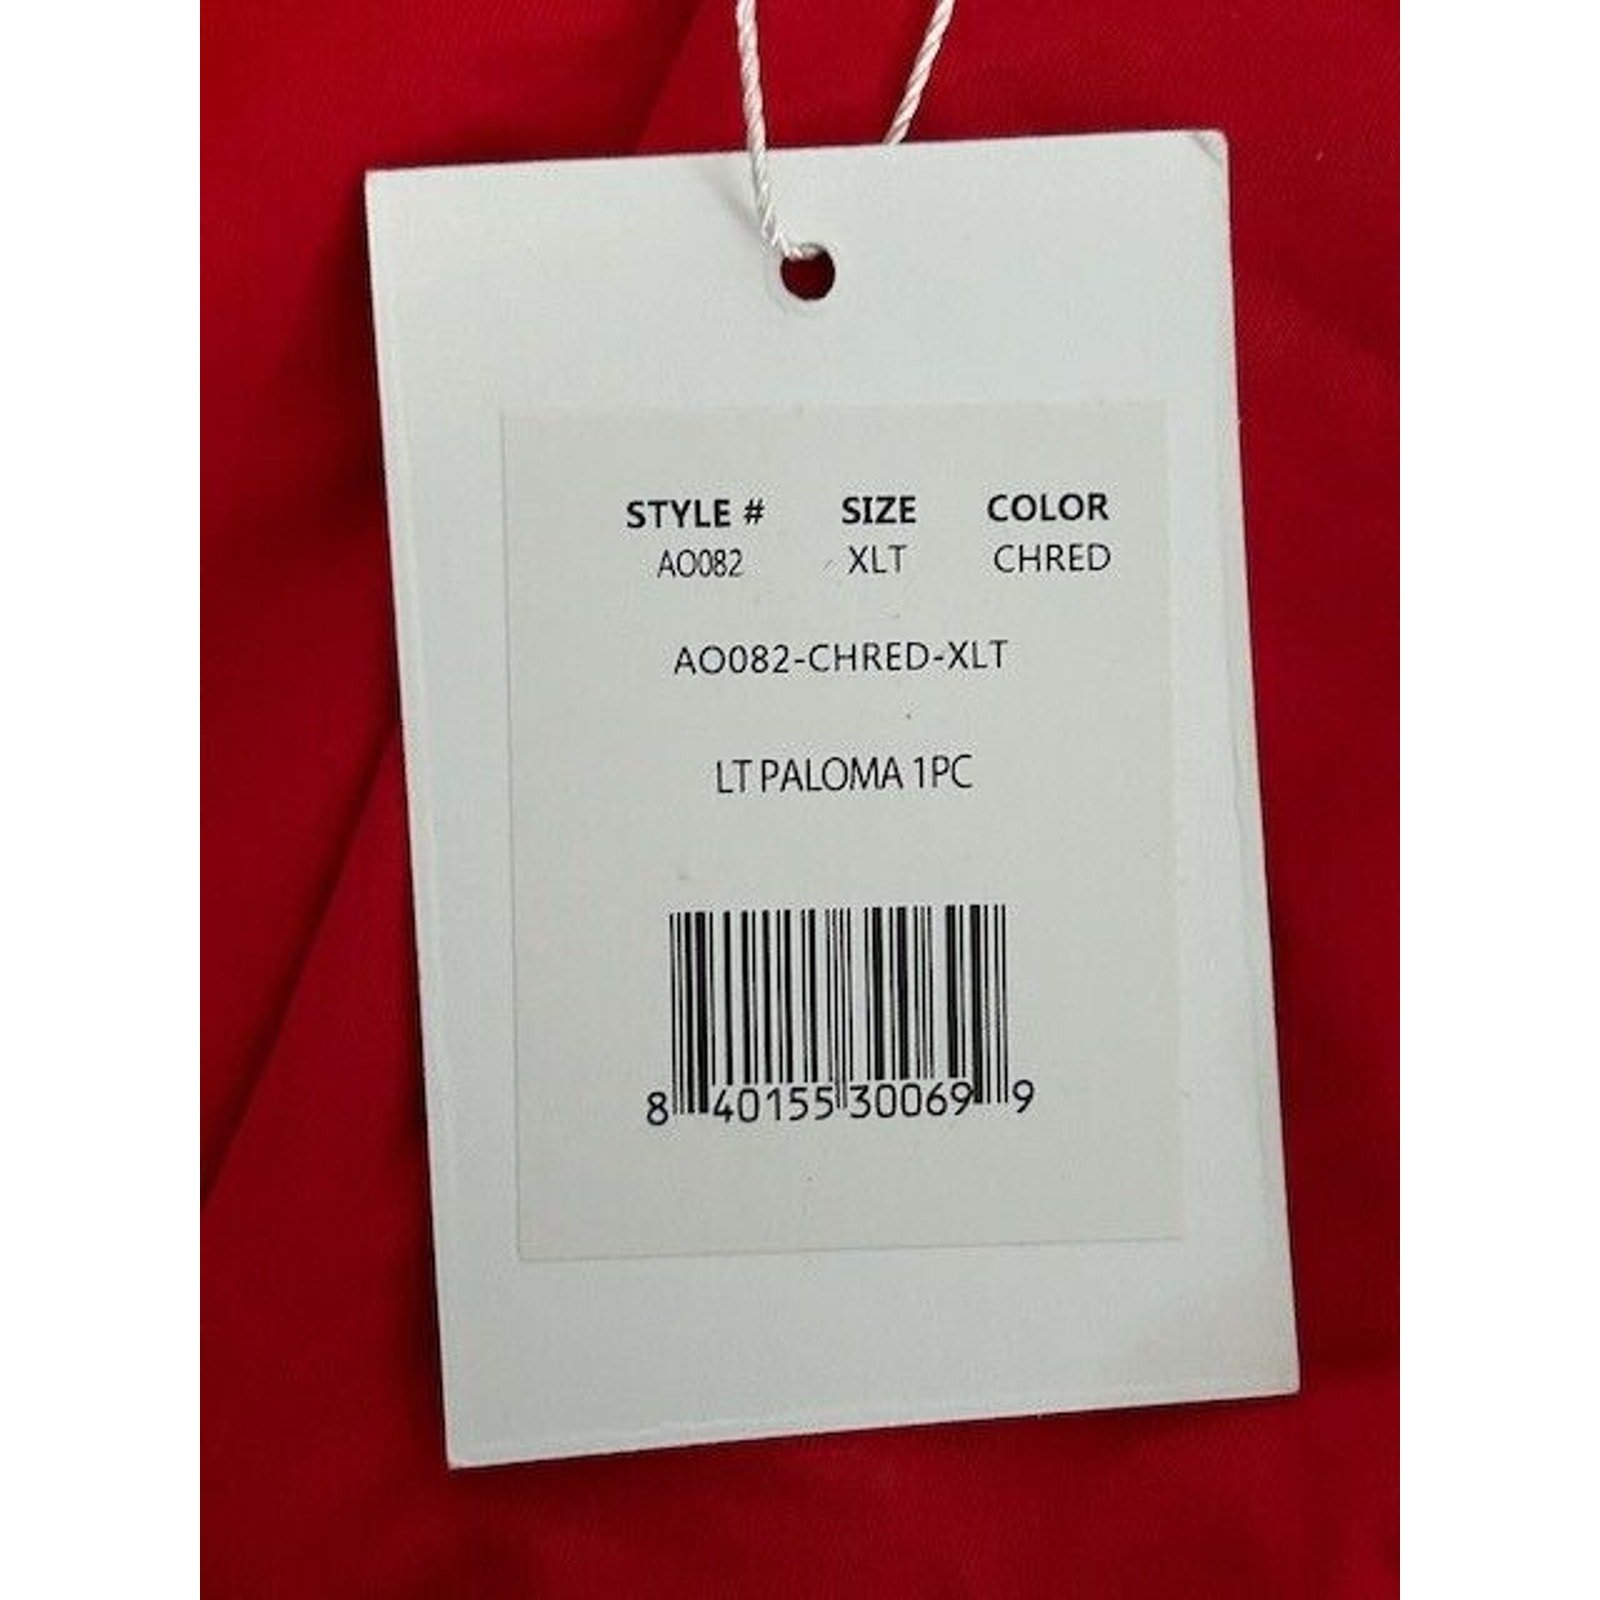 STYLE # SIZE COLOR
AO082 XLT CHRED
AO082-CHRED-XLT
LT PALOMA 1PC
8 40155 30069 9